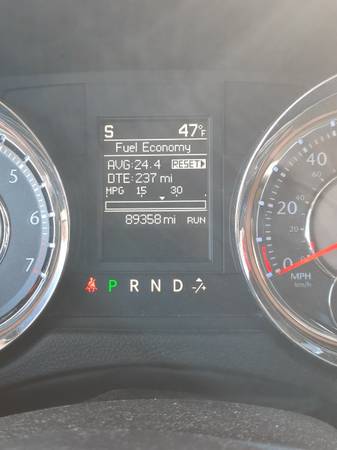 S 47°F
Fuel Economy
AVG:24.4 RESET
DTE:237 mi
MPG 15 30
89358 mi RUN
P R N D -/+
5
6
7
40
20
0
MPH
km/h